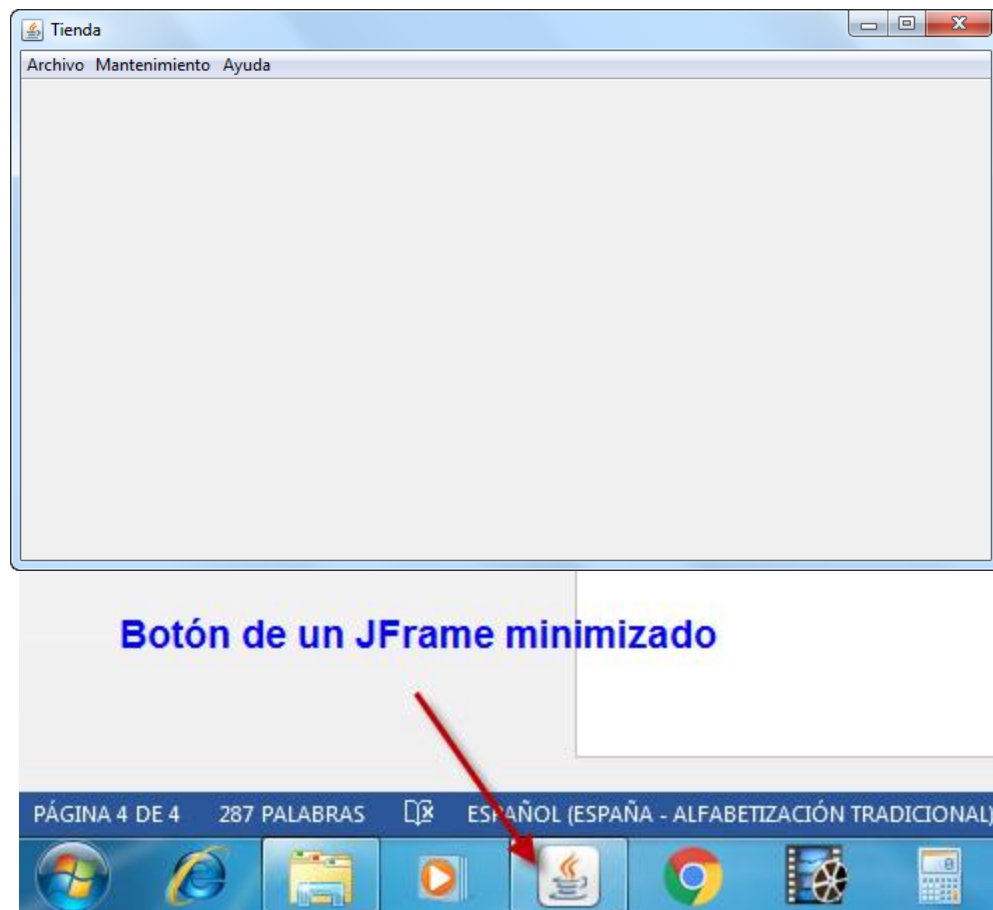 Tienda
Archivo Mantenimiento Ayuda
Botón de un JFrame minimizado
PÁGINA 4 DE 4 287 PALABRAS ESPAÑOL (ESPAÑA - ALFABETIZACIÓN TRADICIONAL)